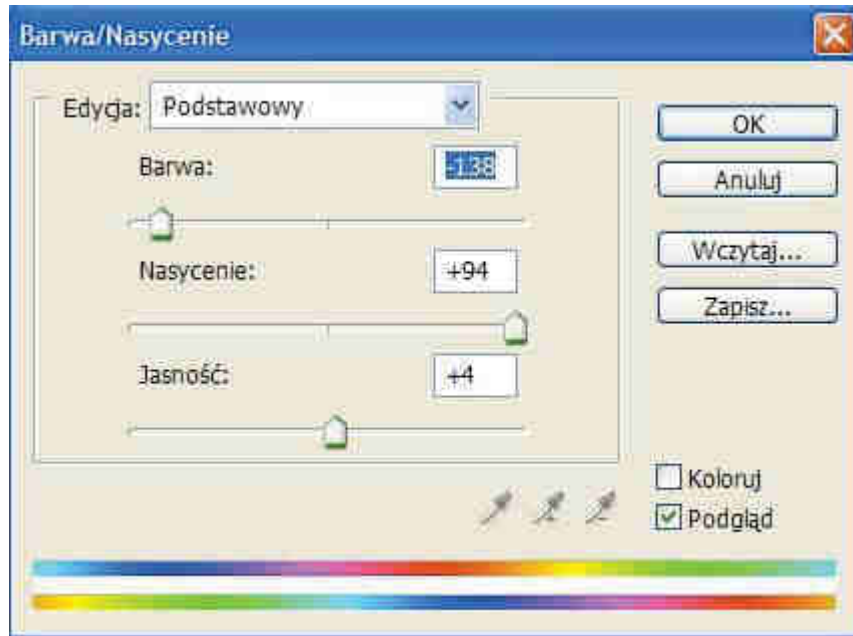 Barwa/Nasycenie
Edycja: Podstawowy
OK
Barwa: -138
Anuluj
Nasycenie: +94
Wczytaj...
Zapisz...
Jasność: +4
Koloruj
Podgląd